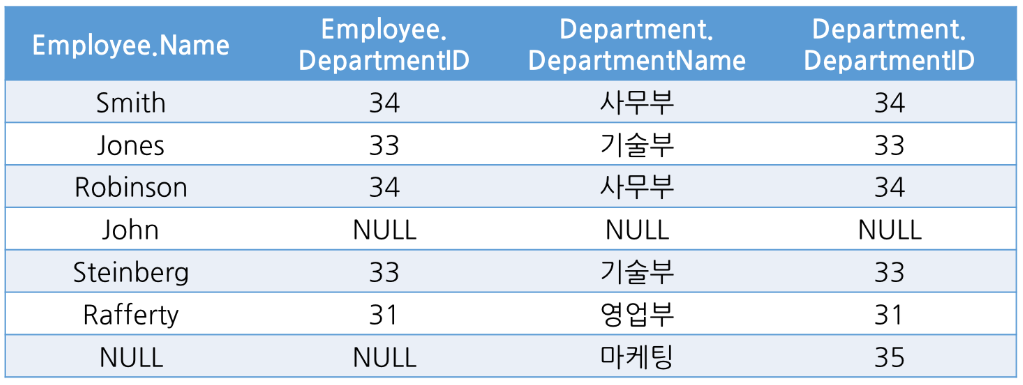 Employee.Name Employee. Department. Department.
DepartmentID DepartmentName DepartmentID
Smith 34 사무부 34
Jones 33 기술부 33
Robinson 34 사무부 34
John NULL NULL NULL
Steinberg 33 기술부 33
Rafferty 31 영업부 31
NULL NULL 마케팅 35